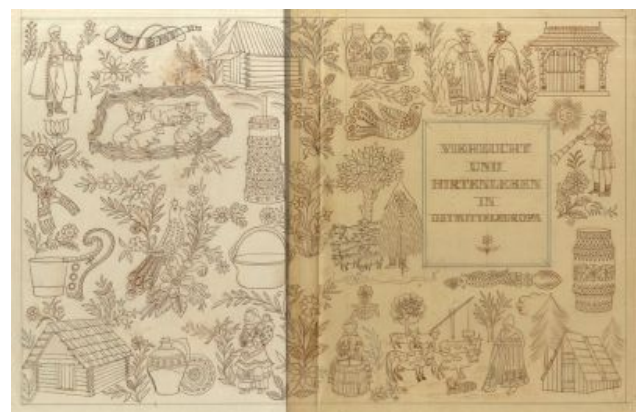 VIEHZUCHT
UND
HIRTENLEBEN
IN
OSTMITTELEUROPA